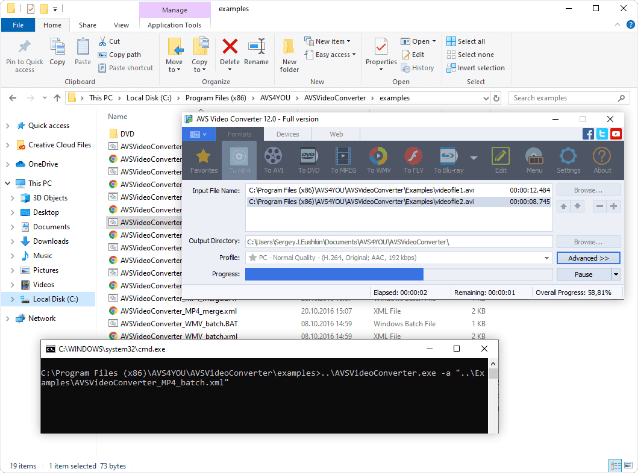 Manage
examples
File
Home
Share
View
Application Tools
Pin to Quick access
Copy
Paste
Cut
Copy path
Paste shortcut
Clipboard
Move to
Copy to
Delete
Rename
Organize
New folder
New item
Easy access
New
Properties
Open
Edit
History
Open
Select all
Select none
Invert selection
Select
This PC
Local Disk (C:)
Program Files (x86)
AVS4YOU
AVSVideoConverter
examples
Search examples
Quick access
Creative Cloud Files
OneDrive
This PC
3D Objects
Desktop
Documents
Downloads
Music
Pictures
Videos
Local Disk (C:)
Network
Name
DVD
AVSVideoConverter
AVSVideoConverter
AVSVideoConverter
AVSVideoConverter
AVSVideoConverter
AVSVideoConverter
AVSVideoConverter
AVSVideoConverter
AVSVideoConverter
AVSVideoConverter
AVSVideoConverter
AVSVideoConverter
AVSVideoConverter_MP4_merge.xml 20.10.2016 15:07 XML File 2 KB
AVSVideoConverter_WMV_batch.BAT 08.10.2016 14:59 Windows Batch File 1 KB
AVSVideoConverter_WMV_batch.xml 08.10.2016 14:59 XML File 2 KB
AVS Video Converter 12.0 - Full version
Formats
Devices
Web
Favorites
To AVI
To DVD
To MPEG
To WMV
To FLV
To Blu-ray
Edit
Menu
Settings
About
Input File Name:
C:\Program Files (x86)\AVS4YOU\AVSVideoConverter\Examples\videofile1.avi 00:00:12.484
C:\Program Files (x86)\AVS4YOU\AVSVideoConverter\Examples\videofile2.avi 00:00:08.745
Browse...
Output Directory:
C:\Users\Sergey.I.Eushkin\Documents\AVS4YOU\AVSVideoConverter\
Browse...
Profile:
PC - Normal Quality - (H.264, Original; AAC, 192 kbps)
Advanced >>
Progress:
Pause
Elapsed: 00:00:02
Remaining: 00:00:01
Overall Progress: 58,81%
C:\WINDOWS\system32\cmd.exe
C:\Program Files (x86)\AVS4YOU\AVSVideoConverter\examples>..\AVSVideoConverter.exe -a "..\Ex
amples\AVSVideoConverter_MP4_batch.xml"
19 items
1 item selected
73 bytes